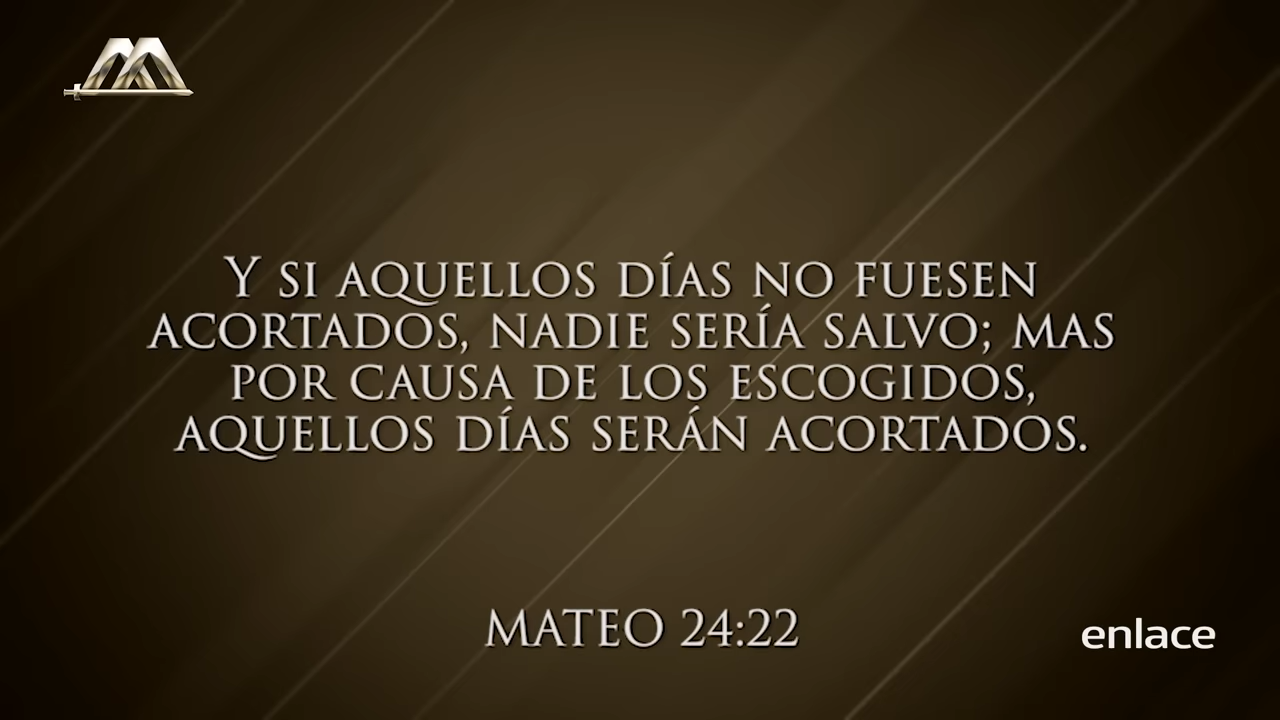 Y SI AQUELLOS DÍAS NO FUESEN
ACORTADOS, NADIE SERÍA SALVO; MAS
POR CAUSA DE LOS ESCOGIDOS,
AQUELLOS DÍAS SERÁN ACORTADOS.
MATEO 24:22
enlace